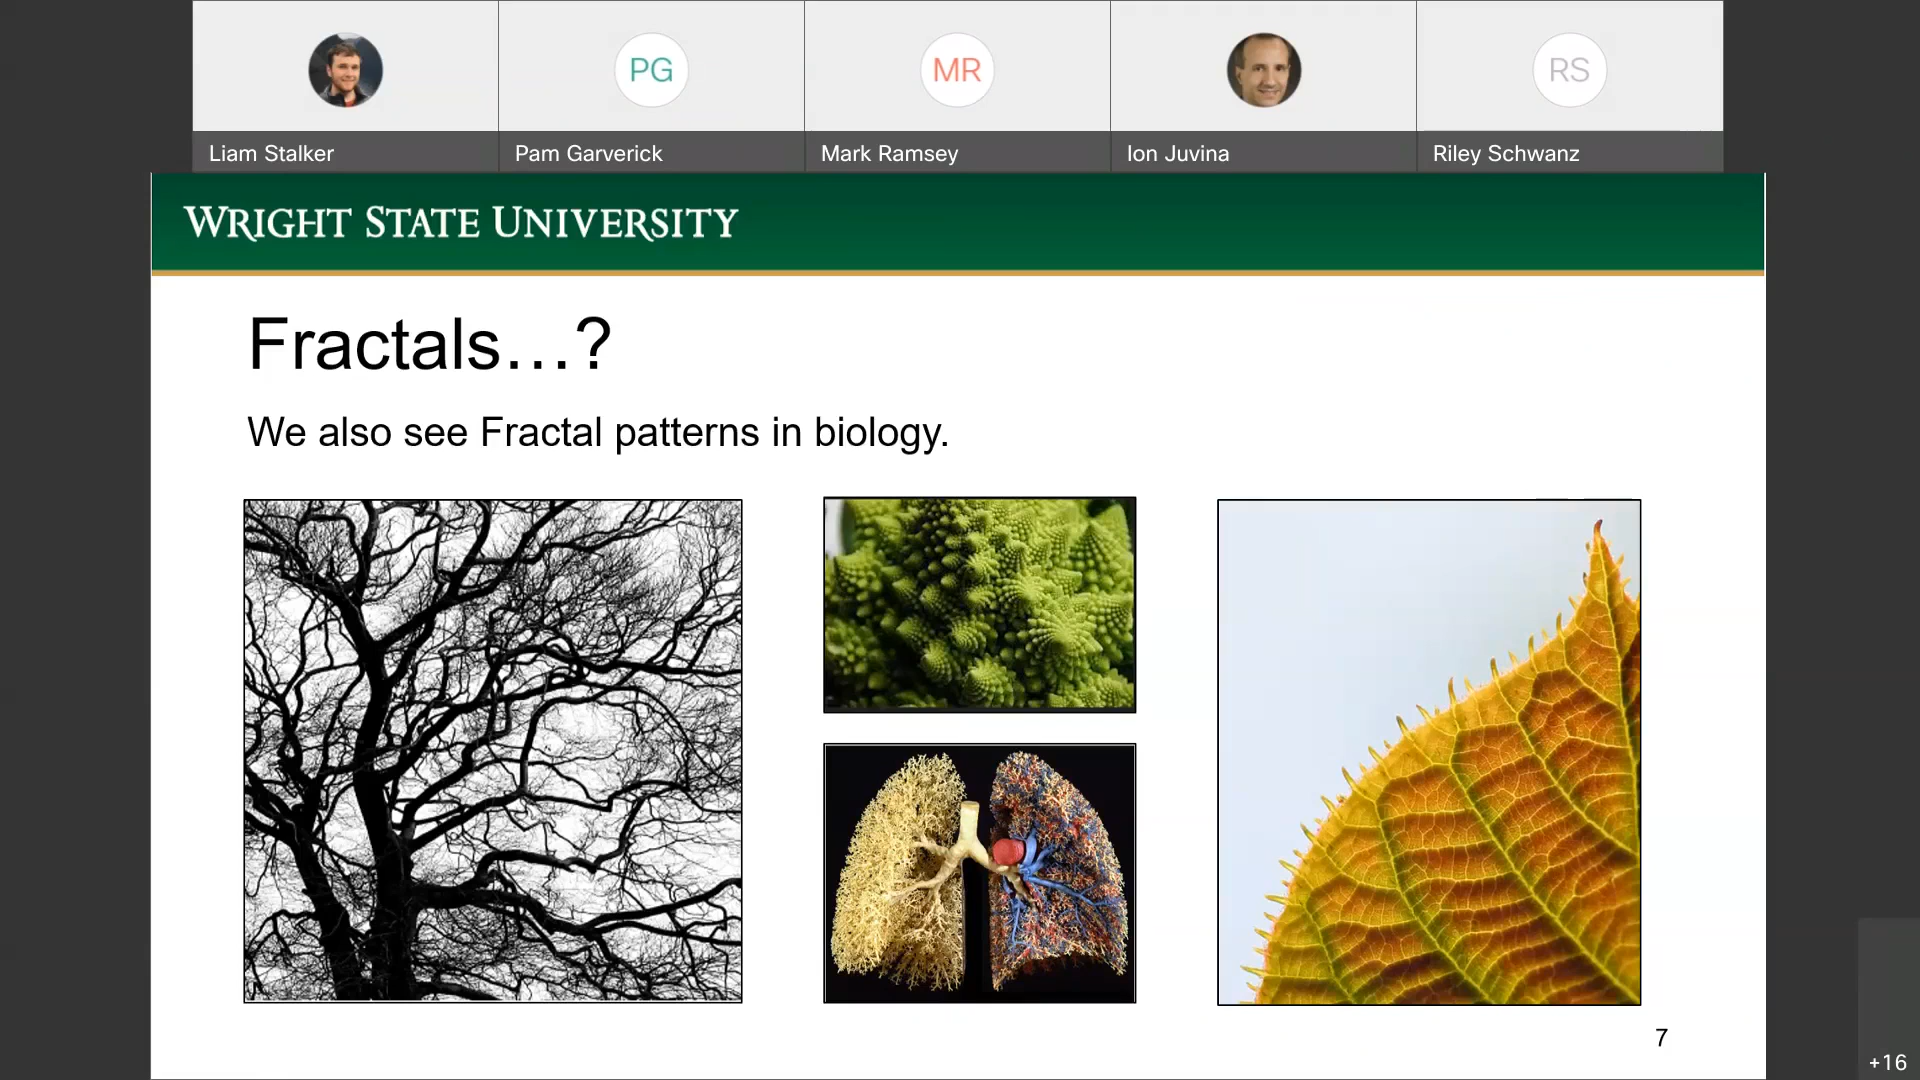 PG
MR
RS
Liam Stalker
Pam Garverick
Mark Ramsey
Ion Juvina
Riley Schwanz
WRIGHT STATE UNIVERSITY
Fractals…?
We also see Fractal patterns in biology.
7
+16